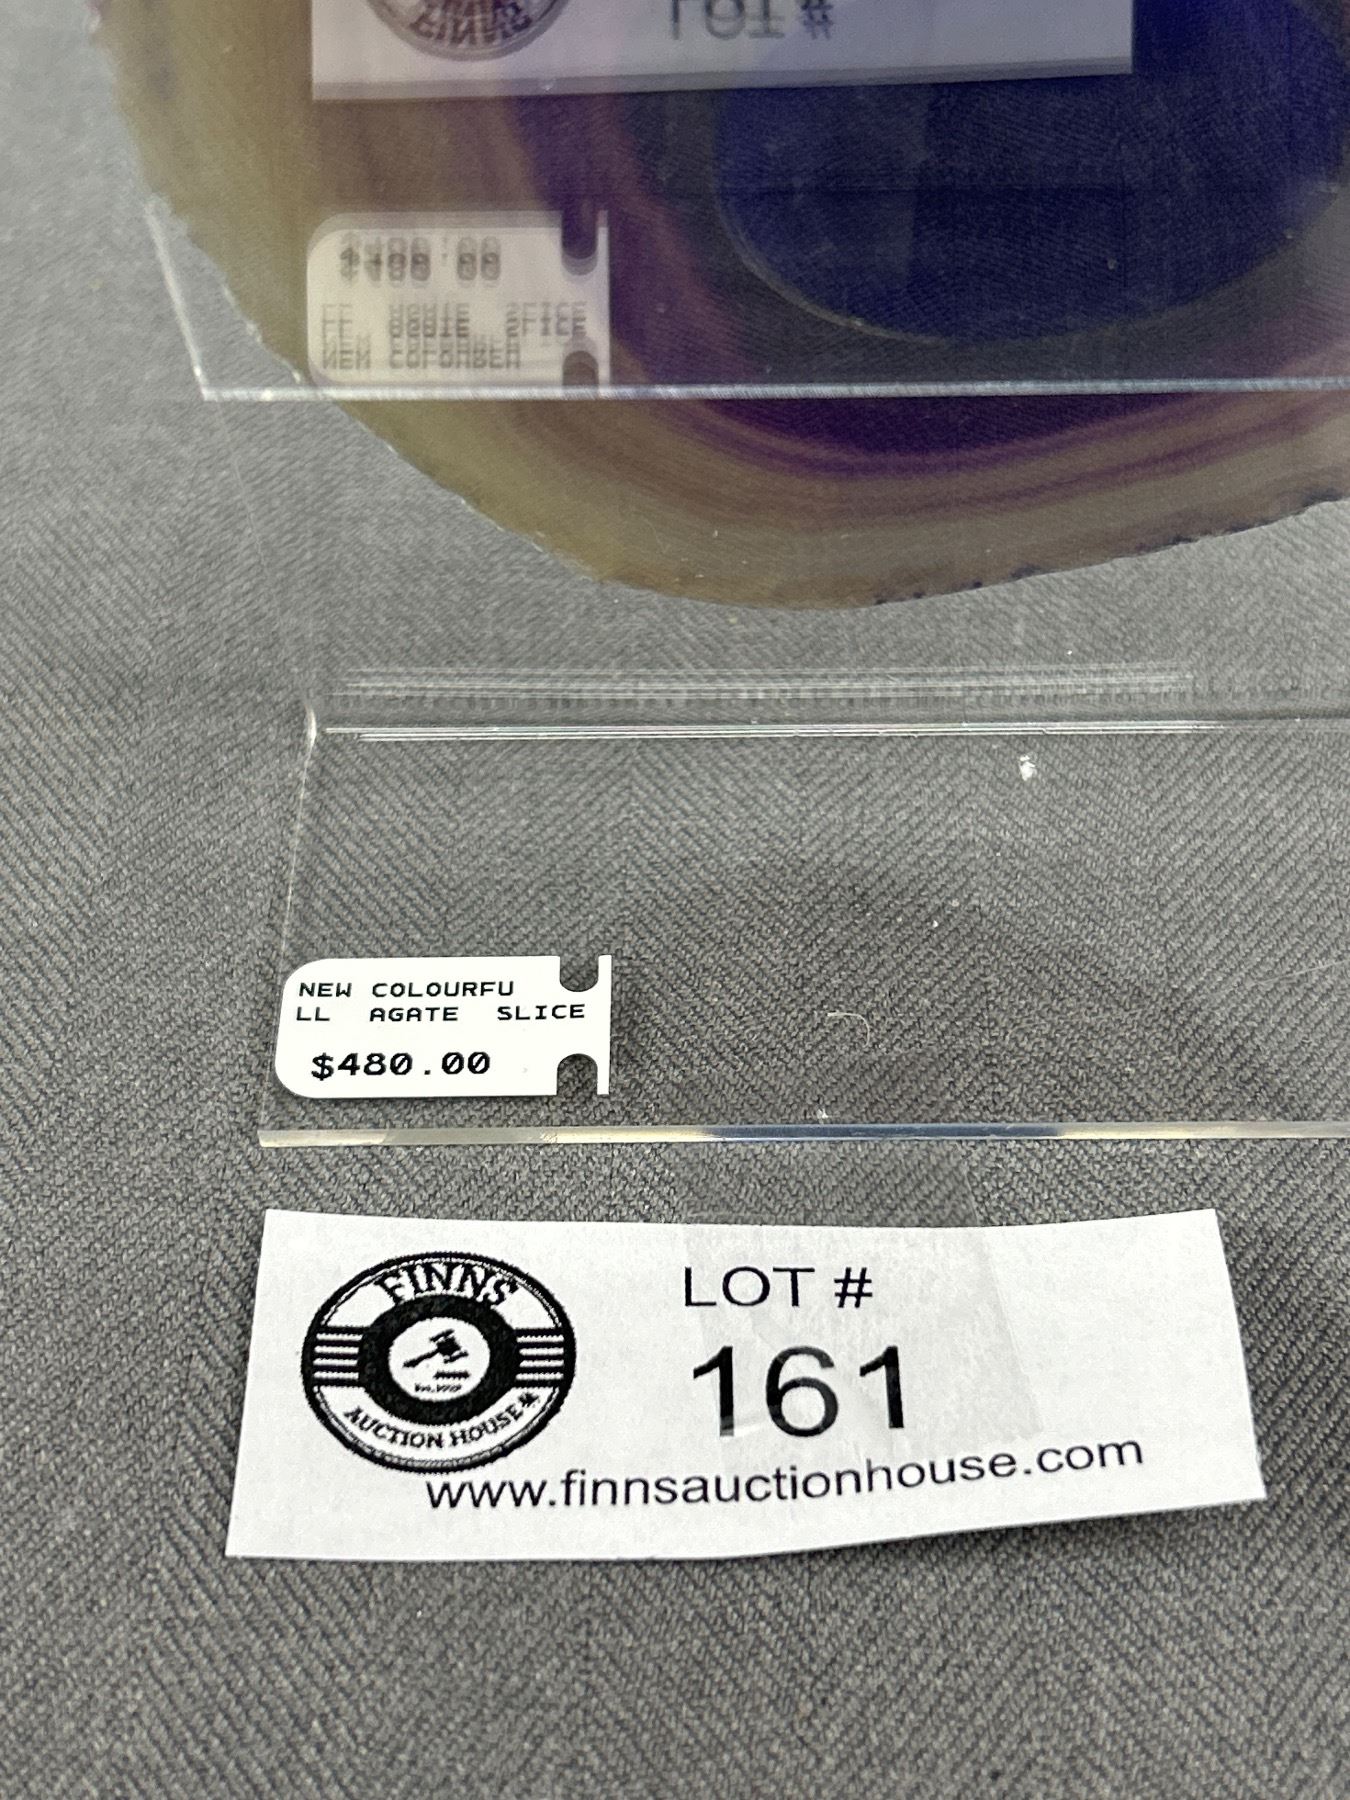 NEW COLOURFU
LL AGATE SLICE
$480.00
FINNS
AUCTION HOUSE
LOT #
161
www.finnsauctionhouse.com